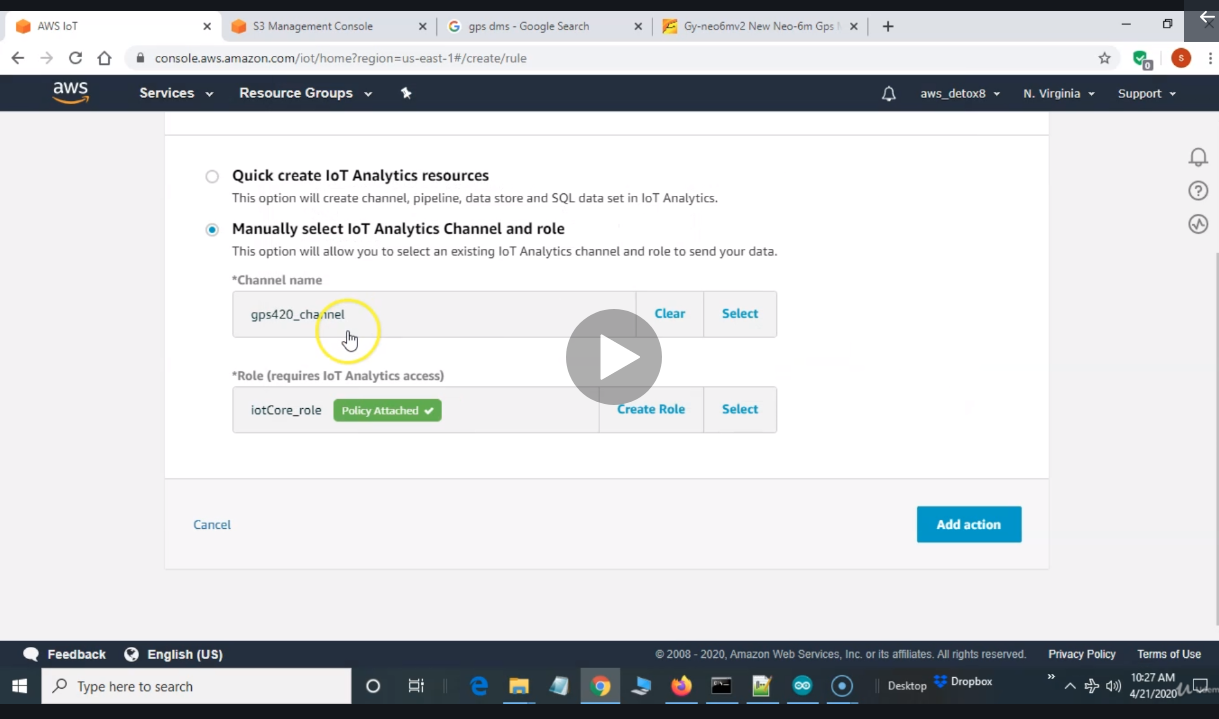 AWS IoT
S3 Management Console
gps dms - Google Search
Gy-neo6mv2 New Neo-6m Gps
console.aws.amazon.com/iot/home?region=us-east-1#/create/rule
0
S
aws
Services
Resource Groups
aws_detox8
N. Virginia
Support
Quick create IoT Analytics resources
This option will create channel, pipeline, data store and SQL data set in IoT Analytics.
Manually select IoT Analytics Channel and role
This option will allow you to select an existing IoT Analytics channel and role to send your data.
*Channel name
gps420_channel
Clear
Select
*Role (requires IoT Analytics access)
iotCore_role
Policy Attached
Create Role
Select
Cancel
Add action
Feedback
English (US)
© 2008 - 2020, Amazon Web Services, Inc. or its affiliates. All rights reserved.
Privacy Policy
Terms of Use
Type here to search
Desktop
Dropbox
10:27 AM
4/21/2020